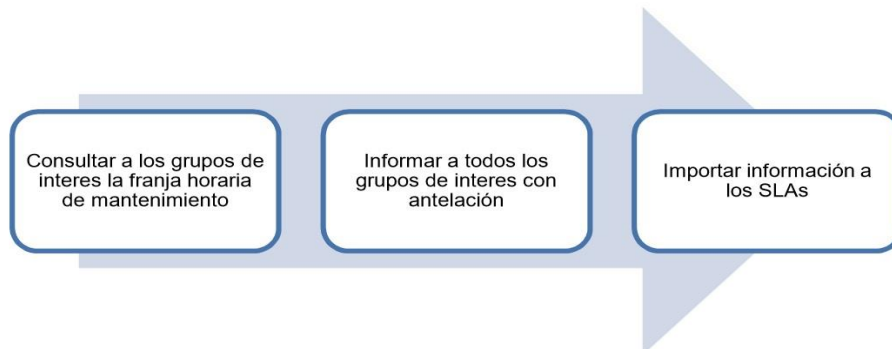 Consultar a los grupos de
interes la franja horaria
de mantenimiento
Informar a todos los
grupos de interes con
antelación
Importar información a
los SLAs